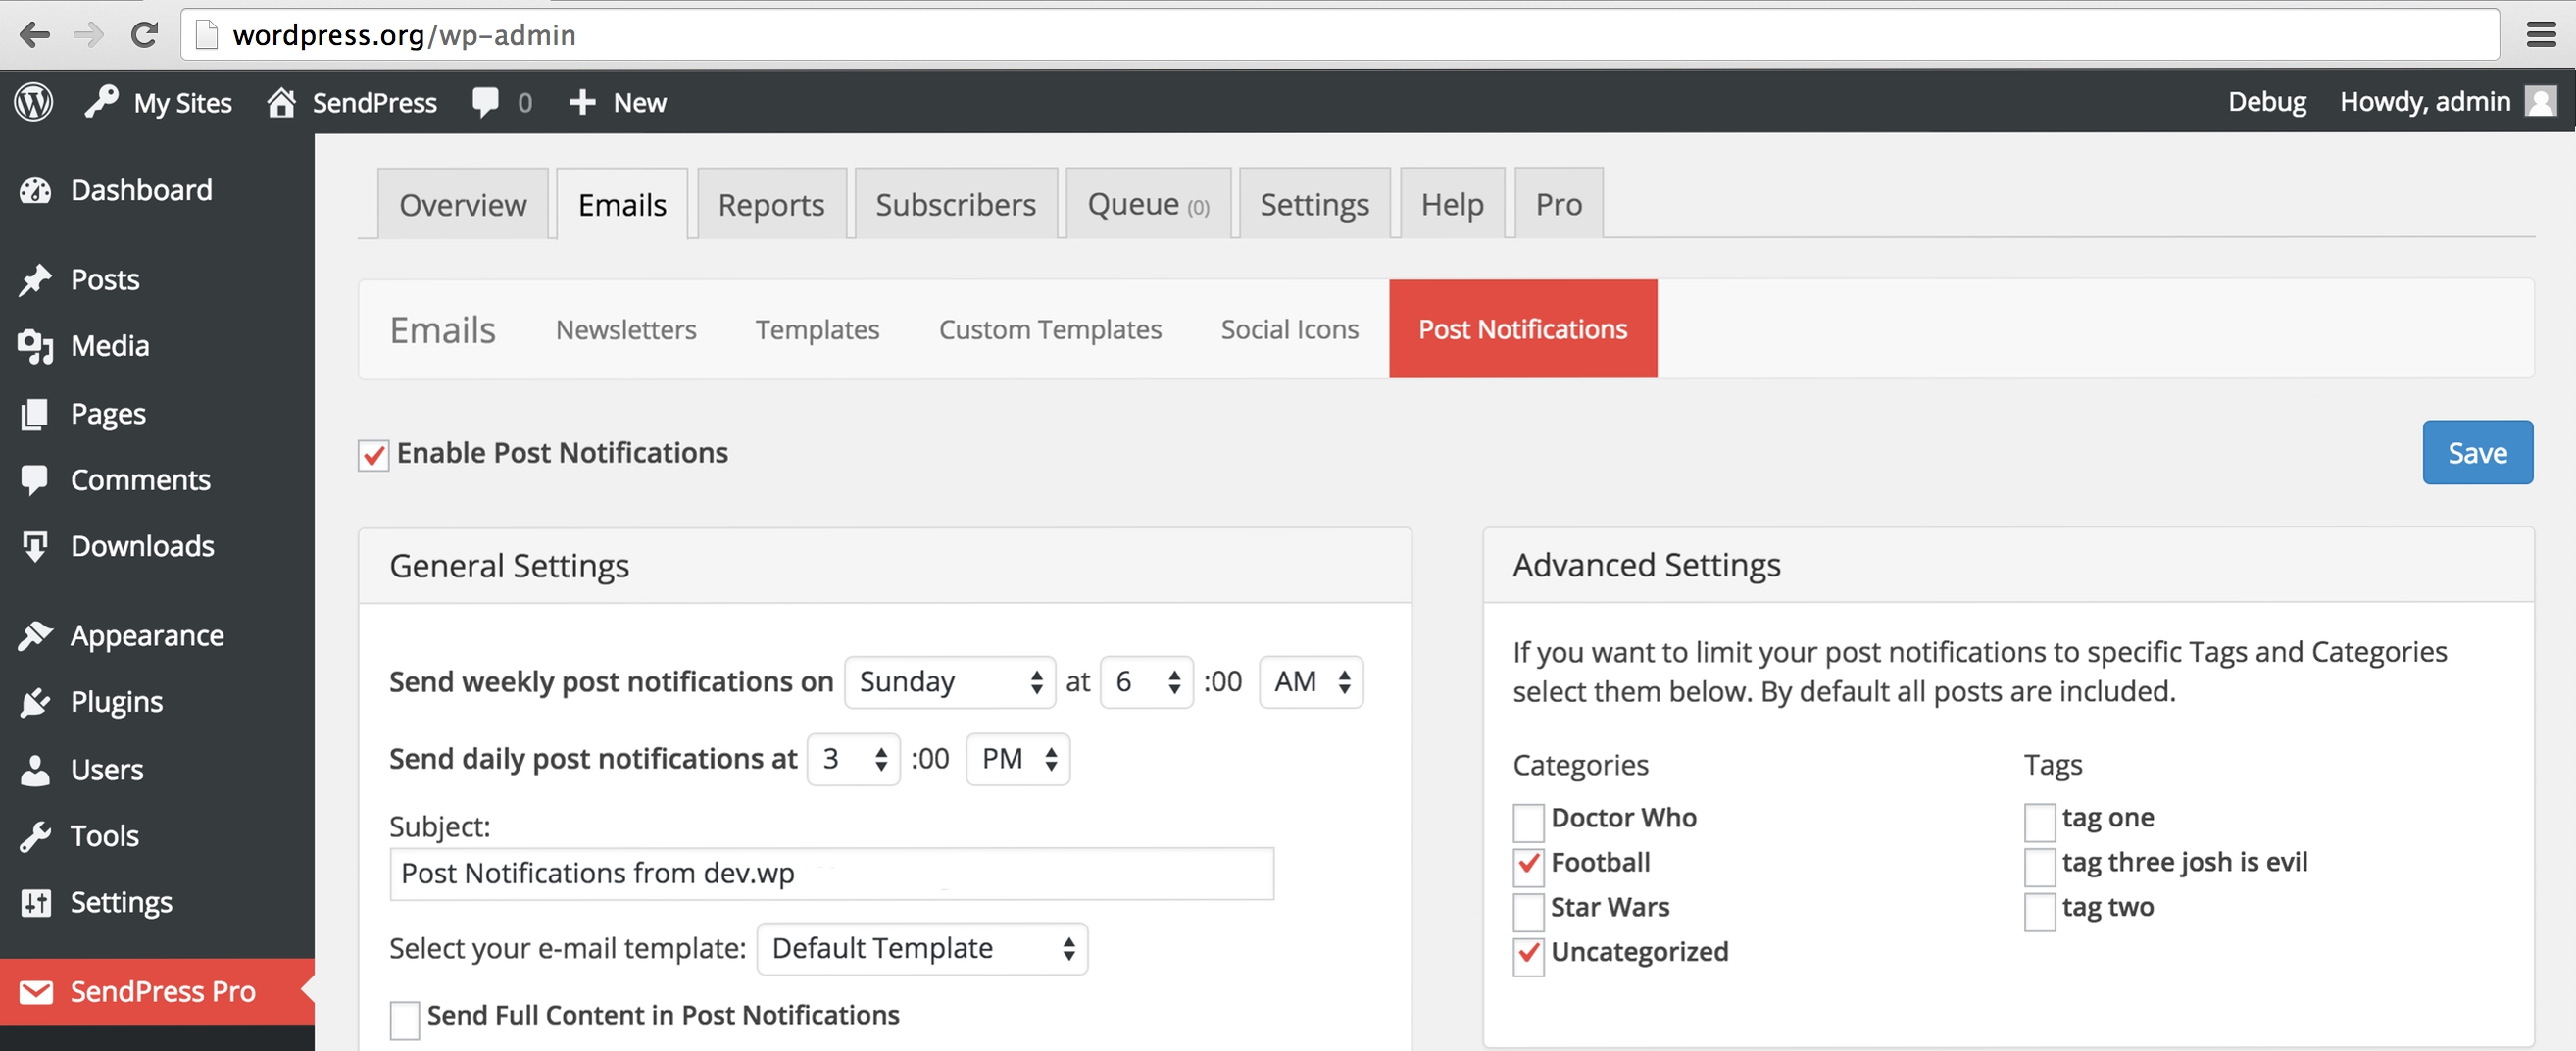 wordpress.org/wp-admin
My Sites SendPress 0 New Debug Howdy, admin
Dashboard
Posts
Media
Pages
Comments
Downloads
Appearance
Plugins
Users
Tools
Settings
SendPress Pro
Overview Emails Reports Subscribers Queue (0) Settings Help Pro
Emails Newsletters Templates Custom Templates Social Icons Post Notifications
Enable Post Notifications
Save
General Settings
Send weekly post notifications on Sunday at 6 :00 AM
Send daily post notifications at 3 :00 PM
Subject:
Post Notifications from dev.wp
Select your e-mail template: Default Template
Send Full Content in Post Notifications
Advanced Settings
If you want to limit your post notifications to specific Tags and Categories
select them below. By default all posts are included.
Categories
Doctor Who
Football
Star Wars
Uncategorized
Tags
tag one
tag three josh is evil
tag two